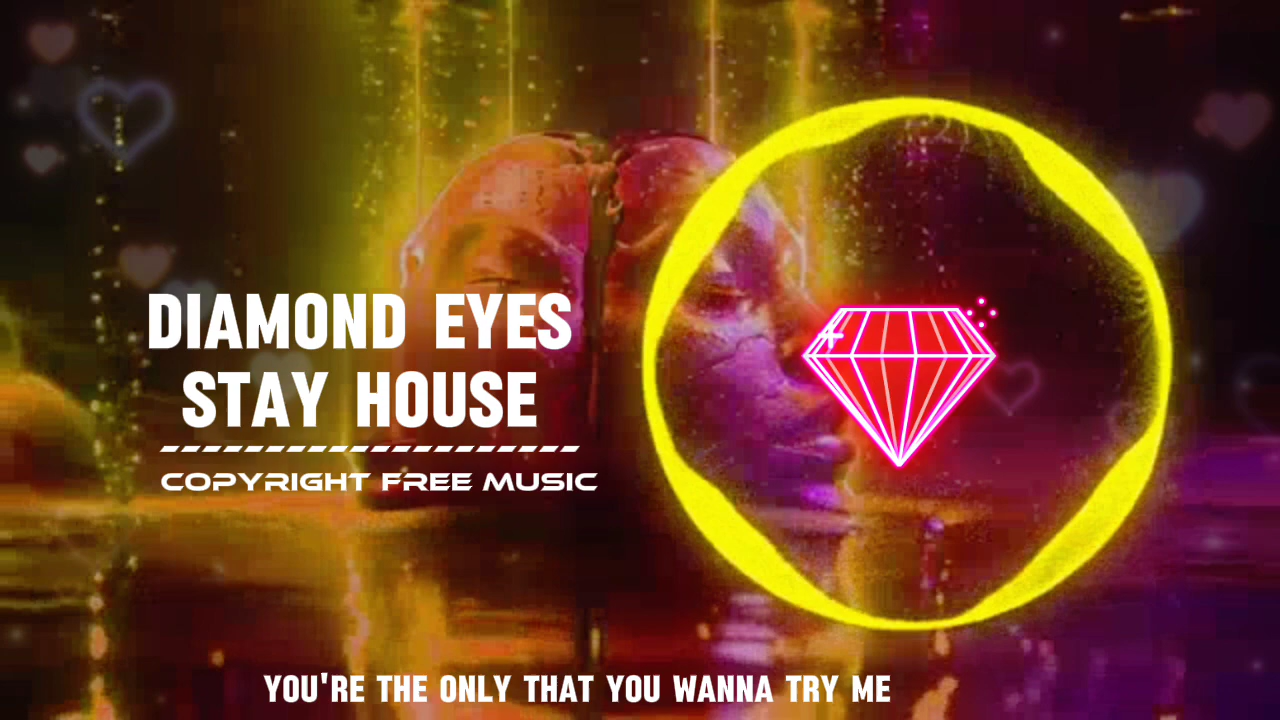 DIAMOND EYES
STAY HOUSE
COPYRIGHT FREE MUSIC
YOU'RE THE ONLY THAT YOU WANNA TRY ME